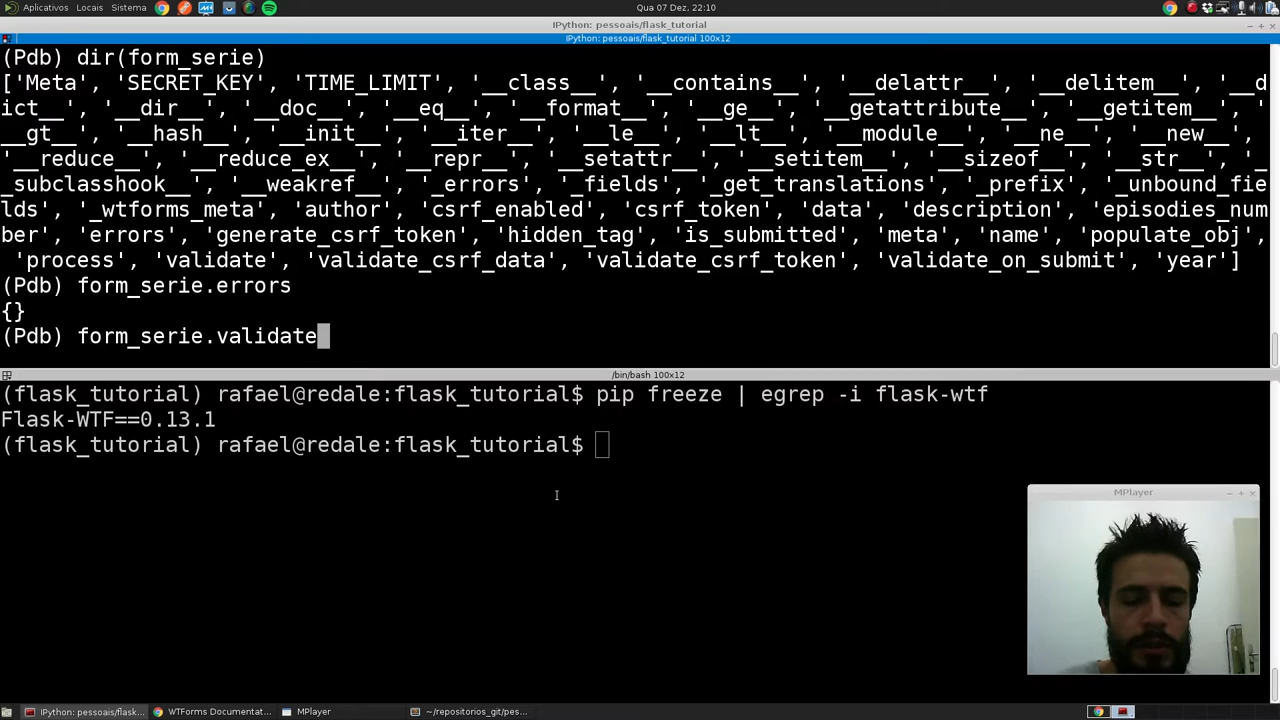 Aplicativos Locais Sistema
Qua 07 Dez, 22:10
IPython: pessoais/flask_tutorial
IPython: pessoais/flask_tutorial 100x12
(Pdb) dir(form_serie)
['Meta', 'SECRET_KEY', 'TIME_LIMIT', '__class__', '__contains__', '__delattr__', '__delitem__', '__d
ict__', '__dir__', '__doc__', '__eq__', '__format__', '__ge__', '__getattribute__', '__getitem__', '
__gt__', '__hash__', '__init__', '__iter__', '__le__', '__lt__', '__module__', '__ne__', '__new__',
'__reduce__', '__reduce_ex__', '__repr__', '__setattr__', '__setitem__', '__sizeof__', '__str__', '_
_subclasshook__', '__weakref__', '_errors', '_fields', '_get_translations', '_prefix', '_unbound_fie
lds', '_wtforms_meta', 'author', 'csrf_enabled', 'csrf_token', 'data', 'description', 'episodies_num
ber', 'errors', 'generate_csrf_token', 'hidden_tag', 'is_submitted', 'meta', 'name', 'populate_obj',
'process', 'validate', 'validate_csrf_data', 'validate_csrf_token', 'validate_on_submit', 'year']
(Pdb) form_serie.errors
{}
(Pdb) form_serie.validate
/bin/bash 100x12
(flask_tutorial) rafael@redale:flask_tutorial$ pip freeze | egrep -i flask-wtf
Flask-WTF==0.13.1
(flask_tutorial) rafael@redale:flask_tutorial$
MPlayer
IPython: pessoais/flask... WTForms Documentat... MPlayer ~/repositorios_git/pes...